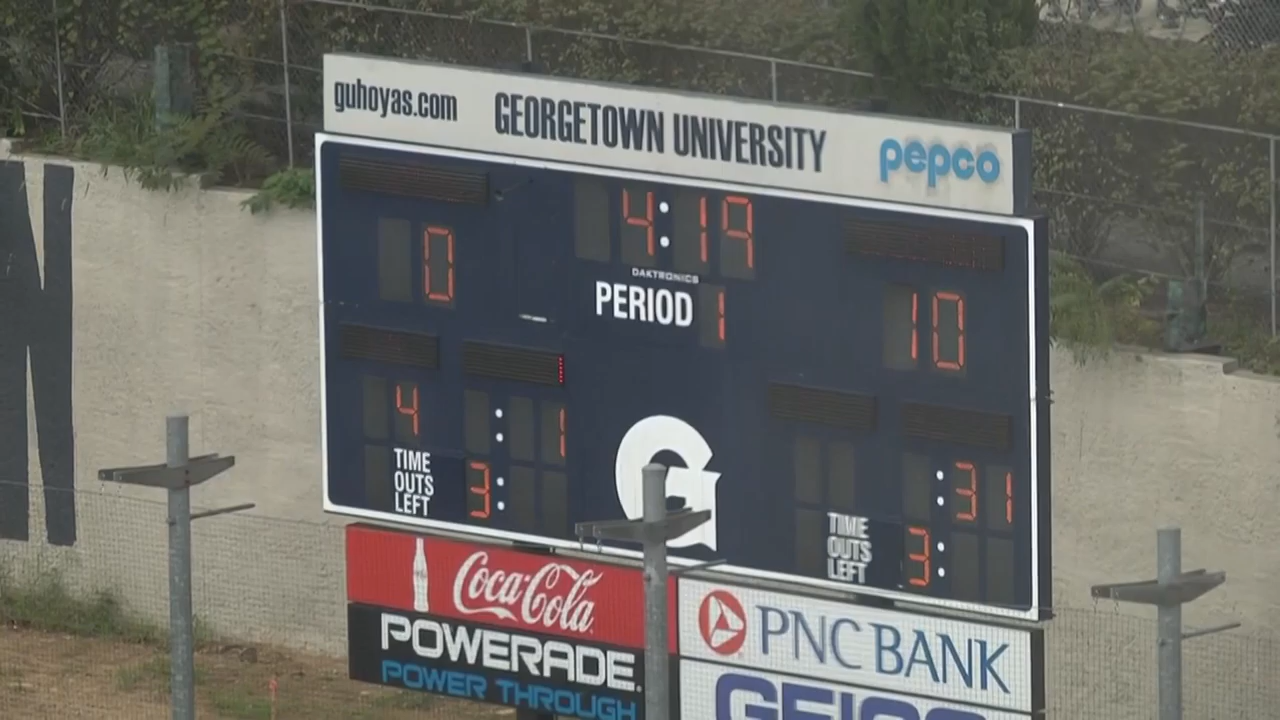 guhoyas.com GEORGETOWN UNIVERSITY pepco
4:19
0
DAKTRONICS
PERIOD 1
10
4 : 1
TIME OUTS LEFT 3:
G
: 31
TIME OUTS LEFT 3:
Coca-Cola
POWERADE
POWER THROUGH
PNC BANK
GEICO